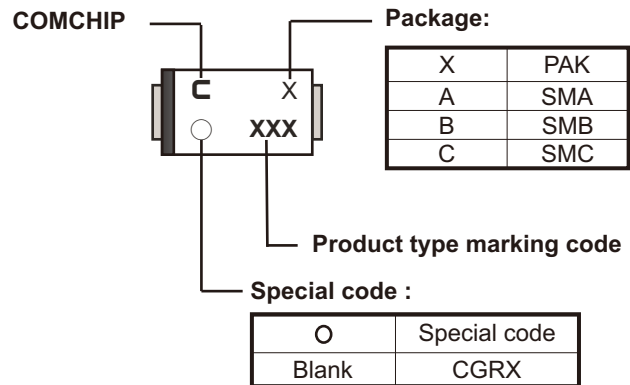 COMCHIP
Package:
C X
XXX
X PAK
A SMA
B SMB
C SMC
Product type marking code
Special code :
O Special code
Blank CGRX